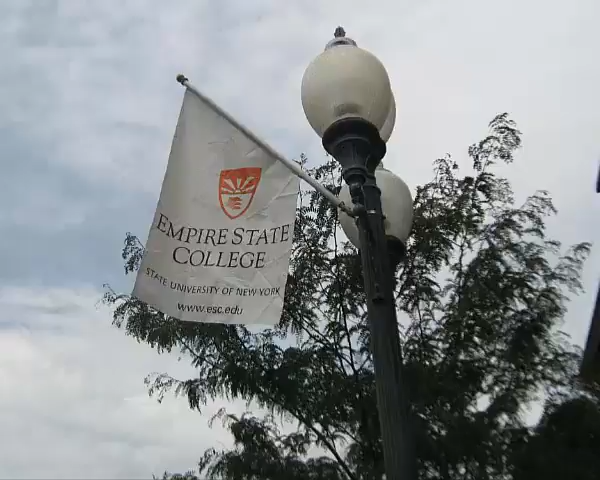 EMPIRE STATE
COLLEGE
STATE UNIVERSITY OF NEW YORK
www.esc.edu